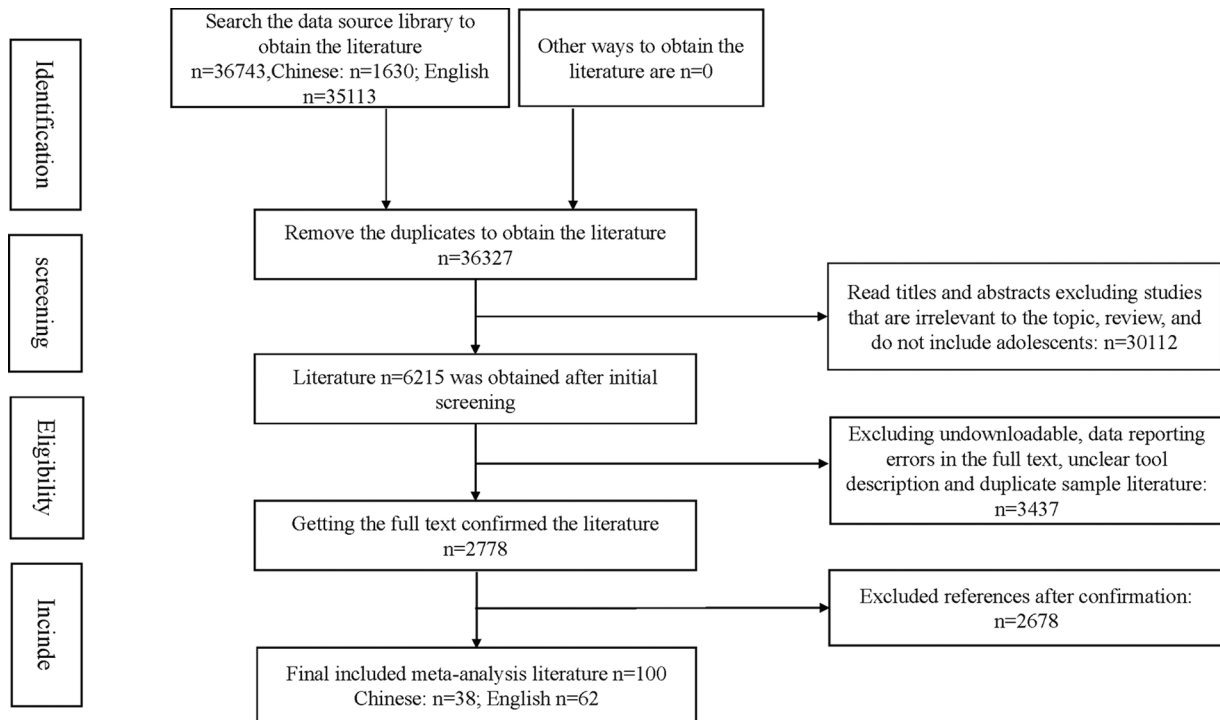 Identification
Search the data source library to
obtain the literature
n=36743,Chinese: n=1630; English
n=35113
Other ways to obtain the
literature are n=0
Remove the duplicates to obtain the literature
n=36327
screening
Read titles and abstracts excluding studies
that are irrelevant to the topic, review, and
do not include adolescents: n=30112
Literature n=6215 was obtained after initial
screening
Eligibility
Excluding undownloadable, data reporting
errors in the full text, unclear tool
description and duplicate sample literature:
n=3437
Getting the full text confirmed the literature
n=2778
Incinde
Excluded references after confirmation:
n=2678
Final included meta-analysis literature n=100
Chinese: n=38; English n=62